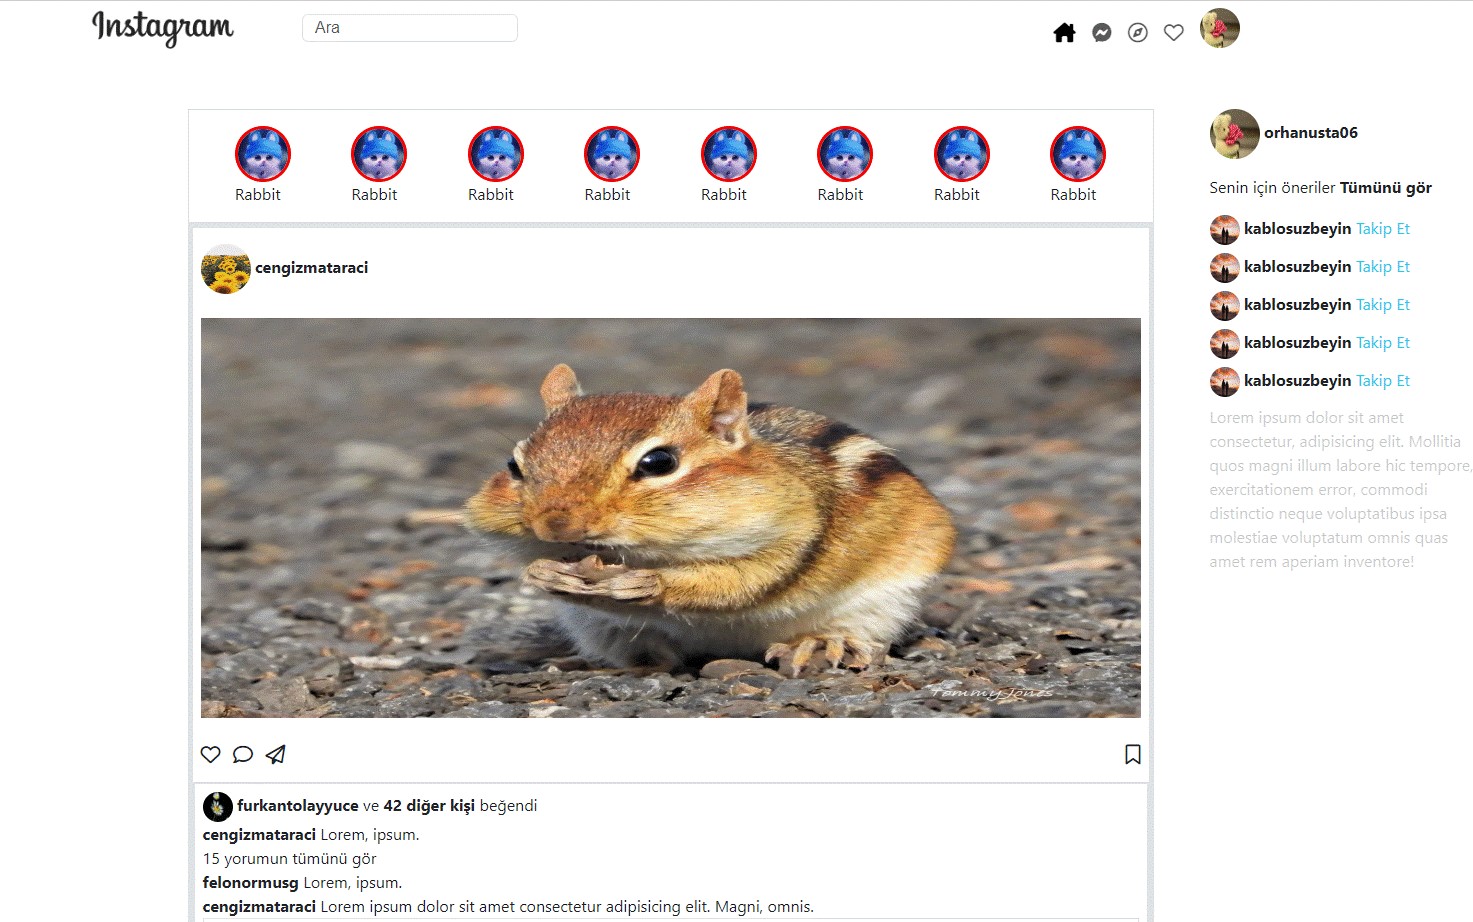 Instagram
Ara
Rabbit Rabbit Rabbit Rabbit Rabbit Rabbit Rabbit Rabbit
cengizmataraci
TommyJones
furkantolayyuce ve 42 diğer kişi beğendi
cengizmataraci Lorem, ipsum.
15 yorumun tümünü gör
felonormusg Lorem, ipsum.
cengizmataraci Lorem ipsum dolor sit amet consectetur adipisicing elit. Magni, omnis.
orhanusta06
Senin için öneriler Tümünü gör
kablosuzbeyin Takip Et
kablosuzbeyin Takip Et
kablosuzbeyin Takip Et
kablosuzbeyin Takip Et
kablosuzbeyin Takip Et
Lorem ipsum dolor sit amet
consectetur, adipisicing elit. Mollitia
quos magni illum labore hic tempore,
exercitationem error, commodi
distinctio neque voluptatibus ipsa
molestiae voluptatum omnis quas
amet rem aperiam inventore!